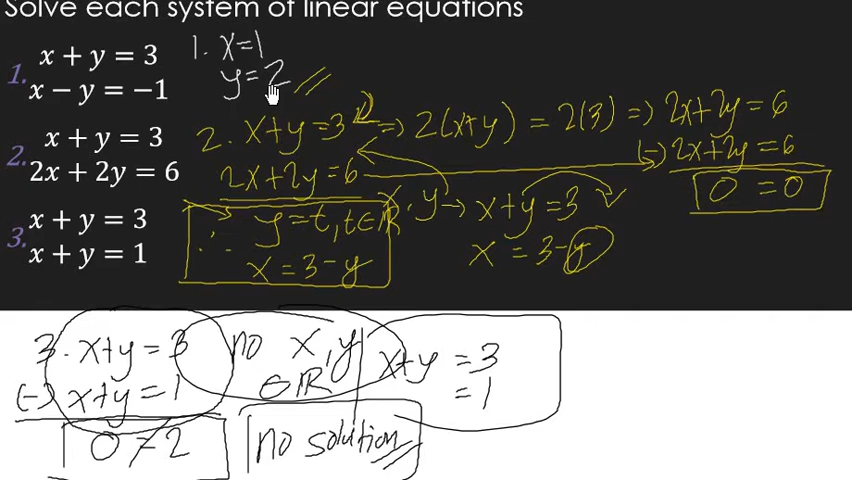 Solve each system of linear equations
1. x + y = 3
x − y = −1
2. x + y = 3
2x + 2y = 6
3. x + y = 3
x + y = 1
1. x=1
y=2
2. x+y=3 => 2(x+y) = 2(3) => 2x+2y=6
2x+2y=6
(-) 2x+2y=6
0 = 0
x, y → x+y=3
x = 3-y
∴ y=t, t∈ℝ
x=3-y
3. x+y=3
(-) x+y=1
0 ≠ 2
no x, y
∈ℝ
x+y = 3
= 1
no solution